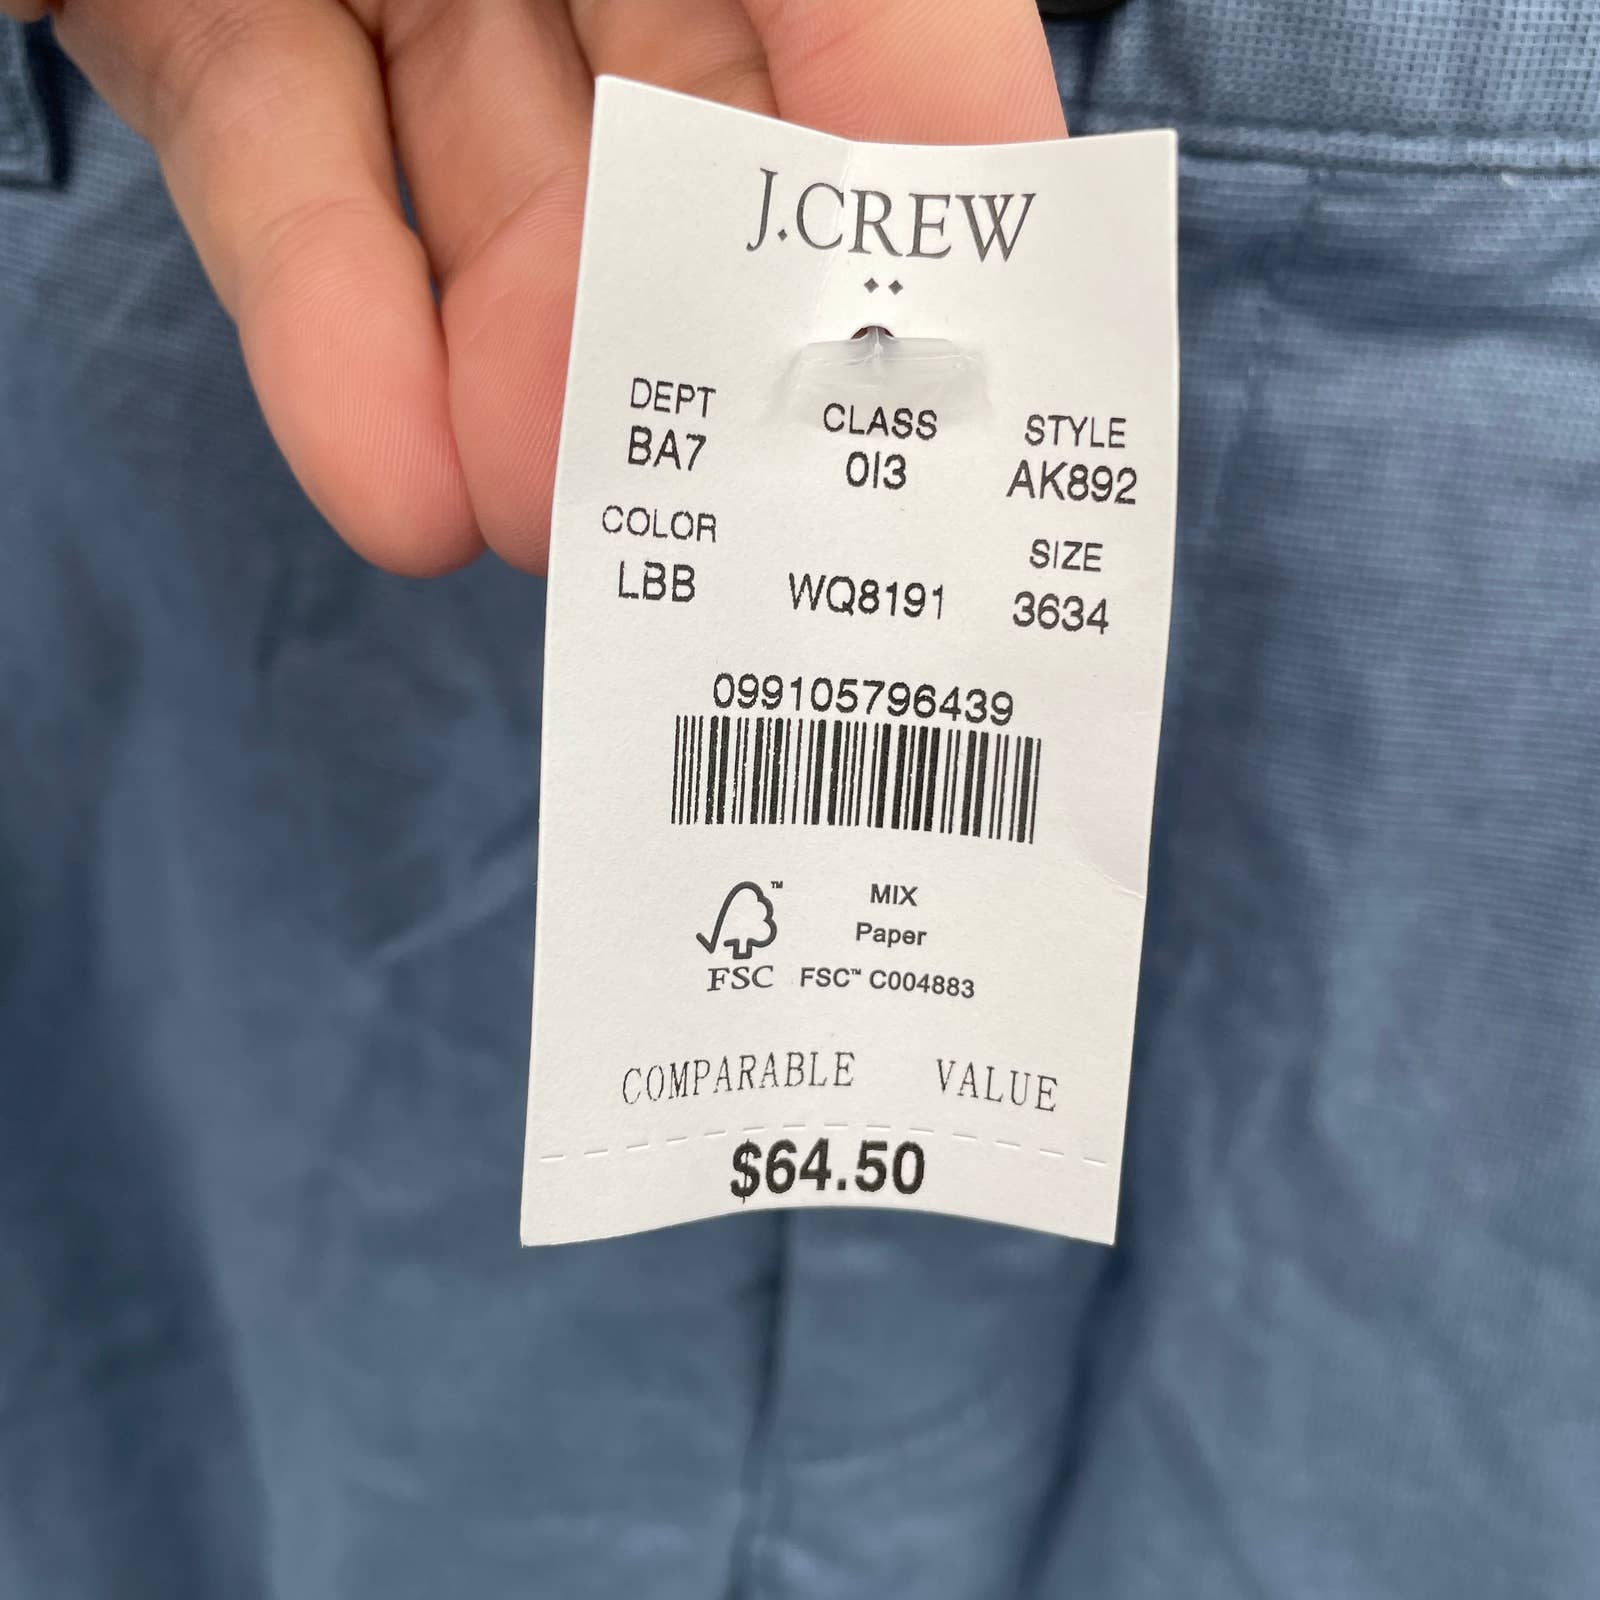 J.CREW
DEPT CLASS STYLE
BA7 013 AK892
COLOR SIZE
LBB WQ8191 3634
099105796439
MIX
Paper
FSC FSC™ C004883
COMPARABLE VALUE
$64.50